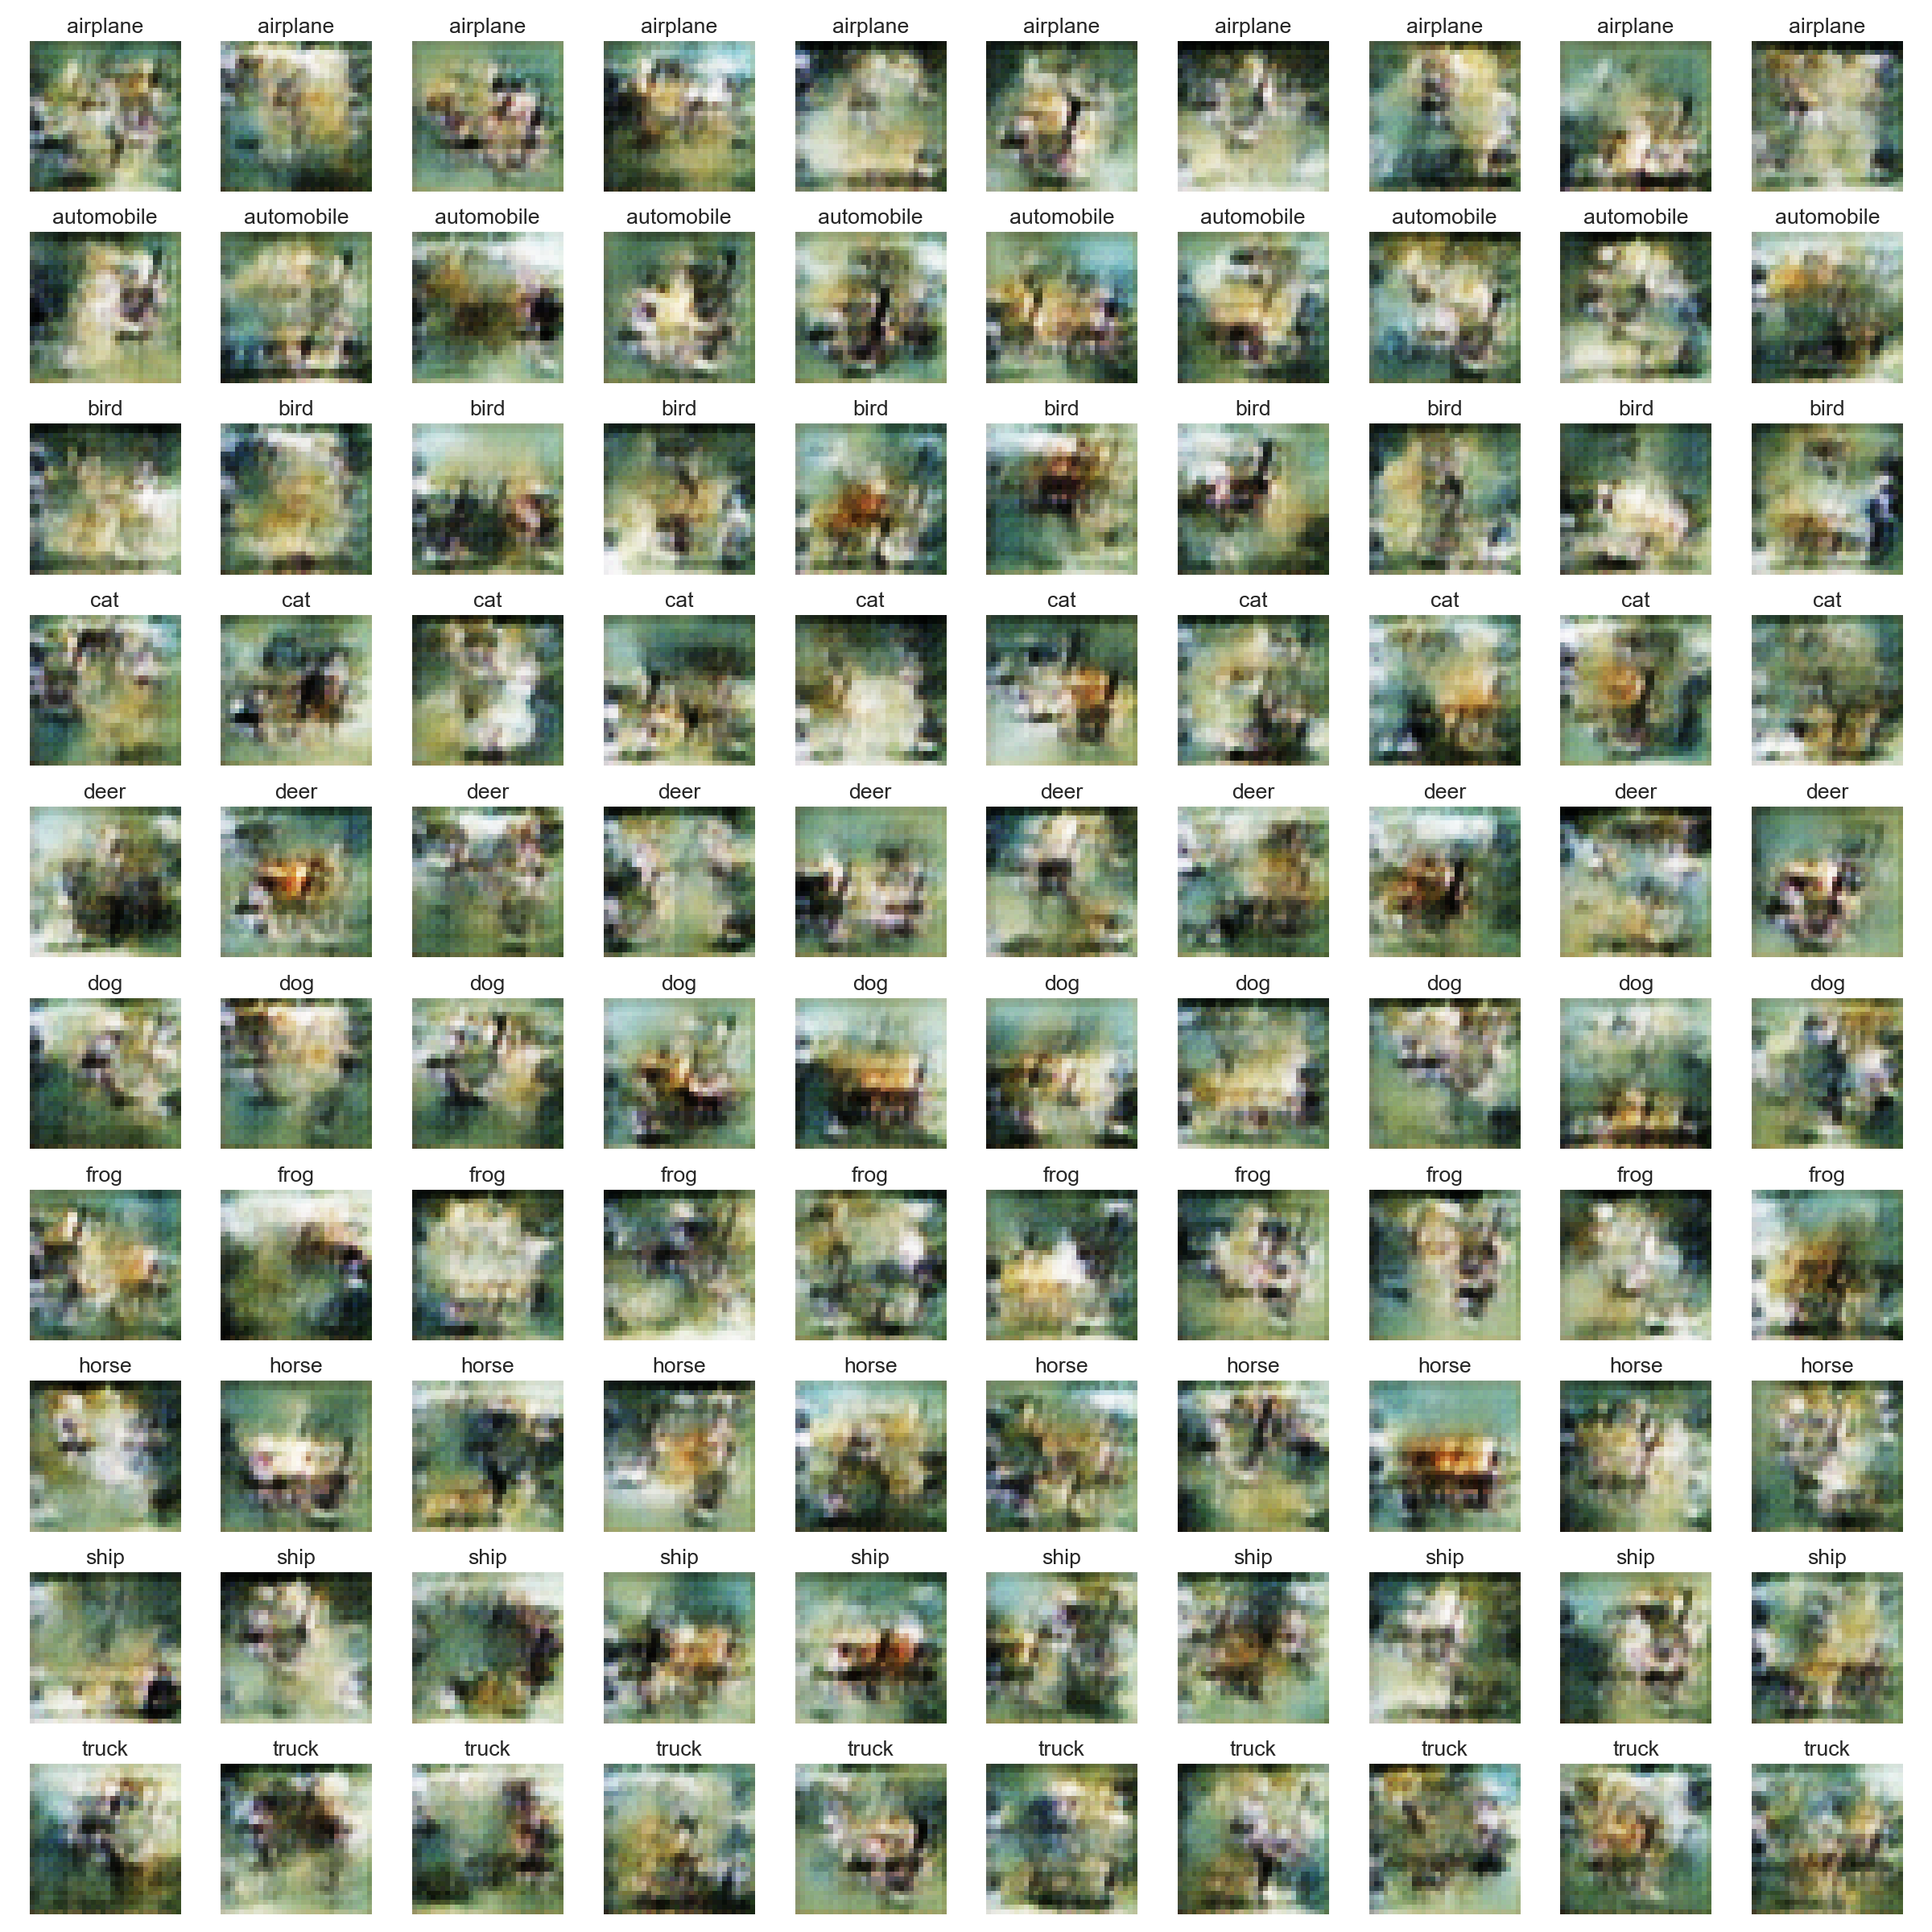 airplane airplane airplane airplane airplane airplane airplane airplane airplane airplane
automobile automobile automobile automobile automobile automobile automobile automobile automobile automobile
bird bird bird bird bird bird bird bird bird bird
cat cat cat cat cat cat cat cat cat cat
deer deer deer deer deer deer deer deer deer deer
dog dog dog dog dog dog dog dog dog dog
frog frog frog frog frog frog frog frog frog frog
horse horse horse horse horse horse horse horse horse horse
ship ship ship ship ship ship ship ship ship ship
truck truck truck truck truck truck truck truck truck truck